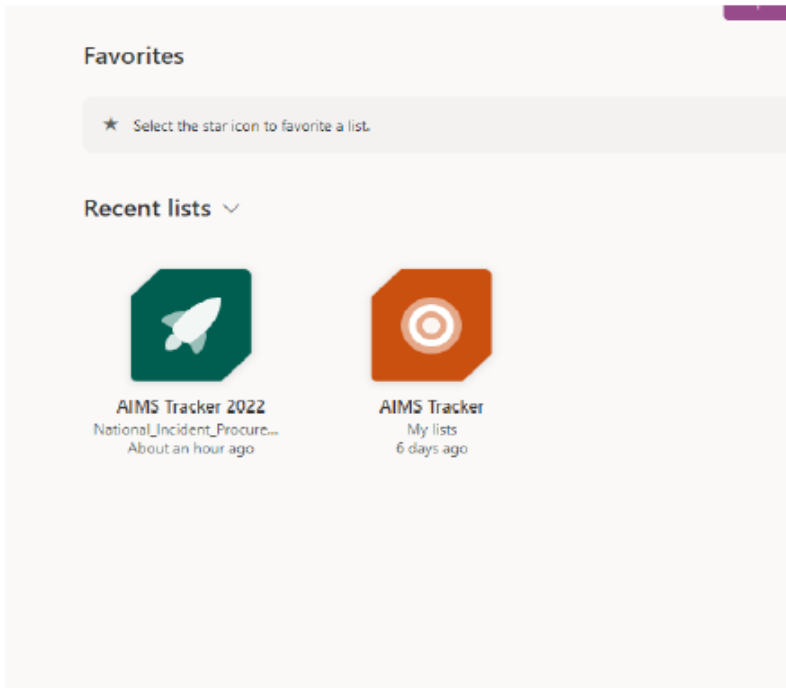 Favorites
Select the star icon to favorite a list.
Recent lists
AIMS Tracker 2022
National_Incident_Procure...
About an hour ago
AIMS Tracker
My lists
6 days ago